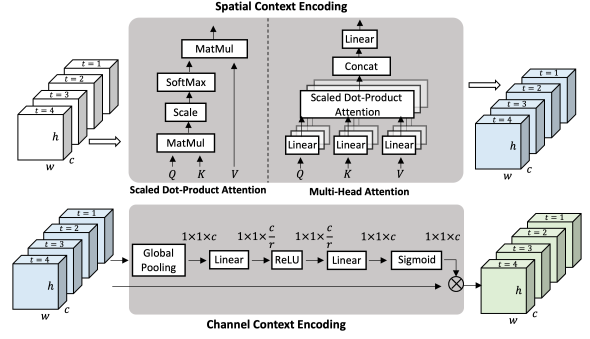 Spatial Context Encoding
t = 1
t = 2
t = 3
t = 4
h
w
c
MatMul
SoftMax
Scale
MatMul
Q K V
Scaled Dot-Product Attention
Linear
Concat
Scaled Dot-Product
Attention
Linear Linear Linear
Q K V
Multi-Head Attention
t = 1
t = 2
t = 3
t = 4
h
w
c
t = 1
t = 2
t = 3
t = 4
h
w
c
Global
Pooling
1×1×c
Linear
1×1×c/r
ReLU
1×1×c/r
Linear
1×1×c
Sigmoid
1×1×c
⊗
t = 1
t = 2
t = 3
t = 4
h
w
c
Channel Context Encoding